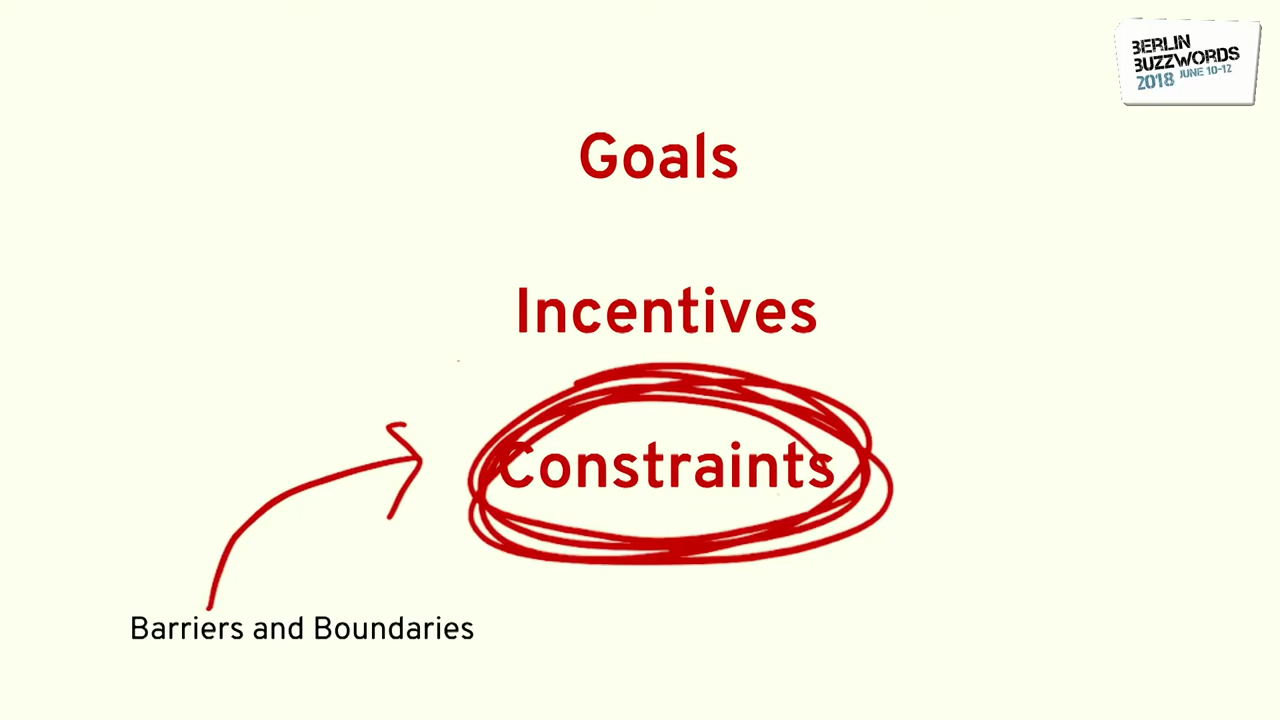 BERLIN
BUZZWORDS
2018 JUNE 10-12
Goals
Incentives
Constraints
Barriers and Boundaries